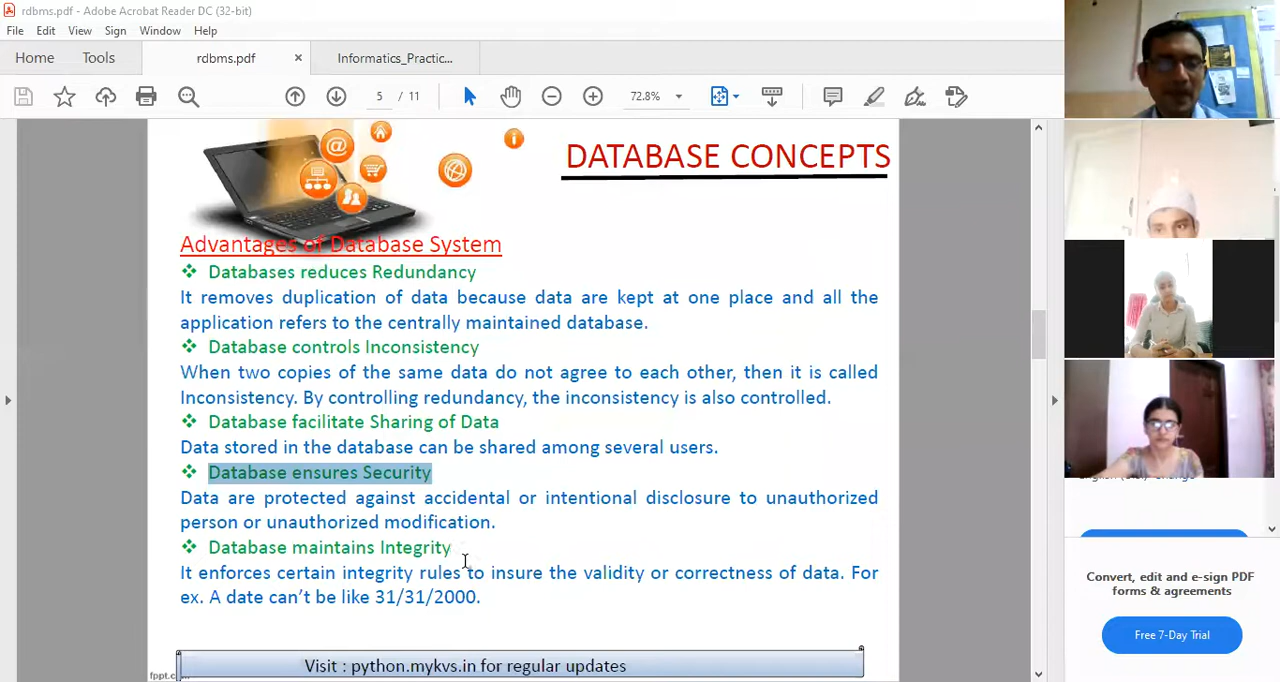 rdbms.pdf - Adobe Acrobat Reader DC (32-bit)
File Edit View Sign Window Help
Home Tools rdbms.pdf × Informatics_Practic...
5 / 11 72.8%
DATABASE CONCEPTS
Advantages of Database System
❖ Databases reduces Redundancy
It removes duplication of data because data are kept at one place and all the
application refers to the centrally maintained database.
❖ Database controls Inconsistency
When two copies of the same data do not agree to each other, then it is called
Inconsistency. By controlling redundancy, the inconsistency is also controlled.
❖ Database facilitate Sharing of Data
Data stored in the database can be shared among several users.
❖ Database ensures Security
Data are protected against accidental or intentional disclosure to unauthorized
person or unauthorized modification.
❖ Database maintains Integrity
It enforces certain integrity rules to insure the validity or correctness of data. For
ex. A date can’t be like 31/31/2000.
Visit : python.mykvs.in for regular updates
Change
Convert, edit and e-sign PDF
forms & agreements
Free 7-Day Trial